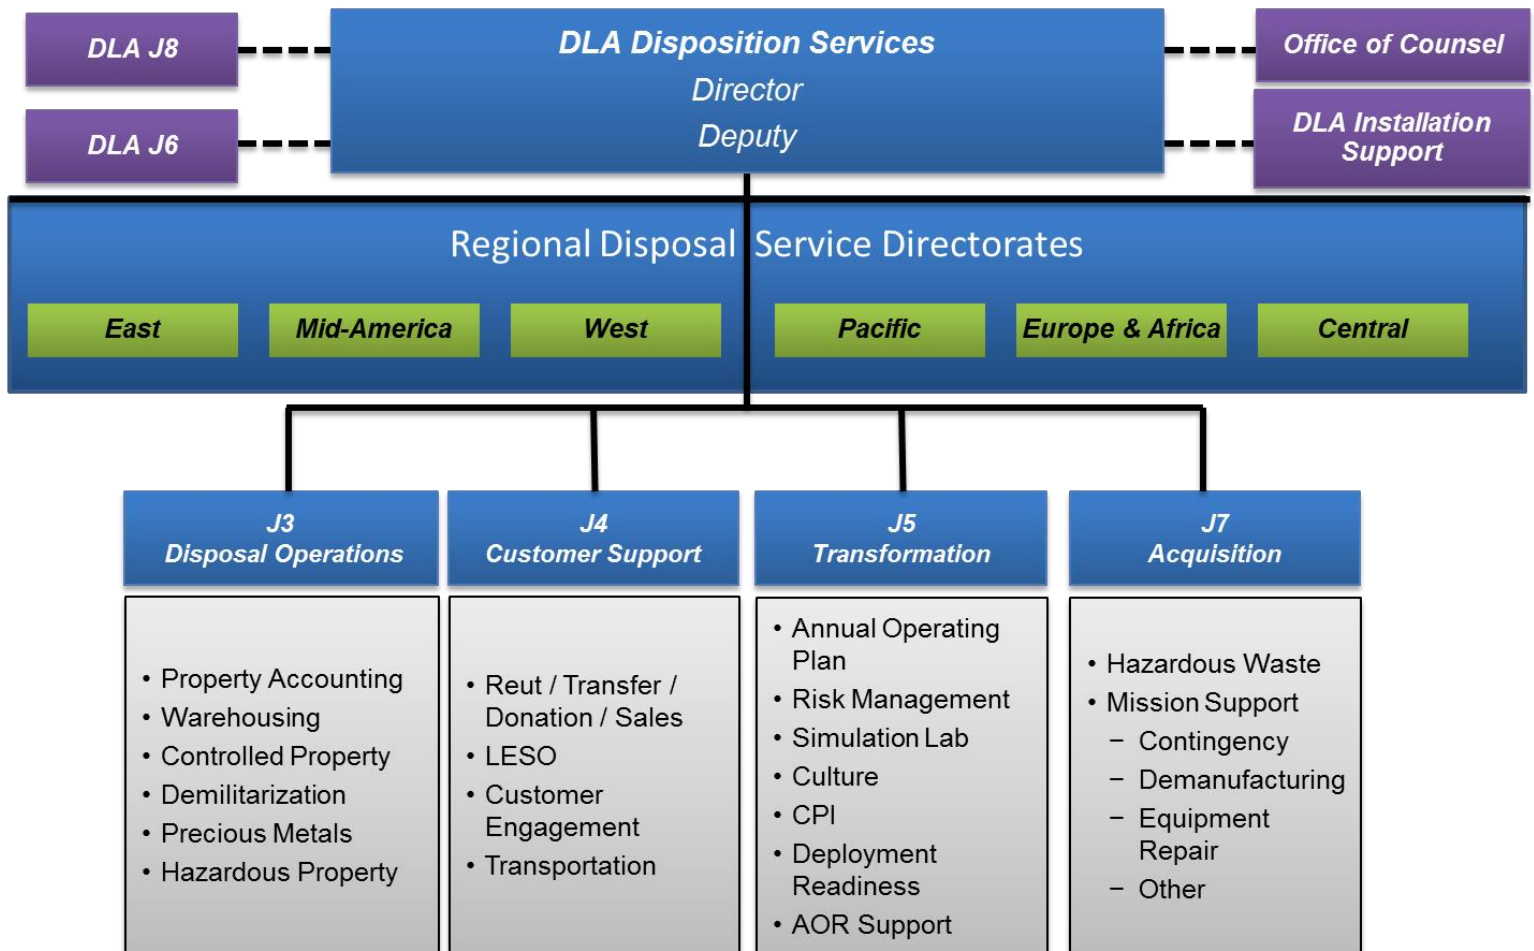 DLA J8
DLA J6
DLA Disposition Services
Director
Deputy
Office of Counsel
DLA Installation
Support
Regional Disposal Service Directorates
East
Mid-America
West
Pacific
Europe & Africa
Central
J3
Disposal Operations
• Property Accounting
• Warehousing
• Controlled Property
• Demilitarization
• Precious Metals
• Hazardous Property
J4
Customer Support
• Reut / Transfer /
Donation / Sales
• LESO
• Customer
Engagement
• Transportation
J5
Transformation
• Annual Operating
Plan
• Risk Management
• Simulation Lab
• Culture
• CPI
• Deployment
Readiness
• AOR Support
J7
Acquisition
• Hazardous Waste
• Mission Support
− Contingency
− Demanufacturing
− Equipment
Repair
− Other